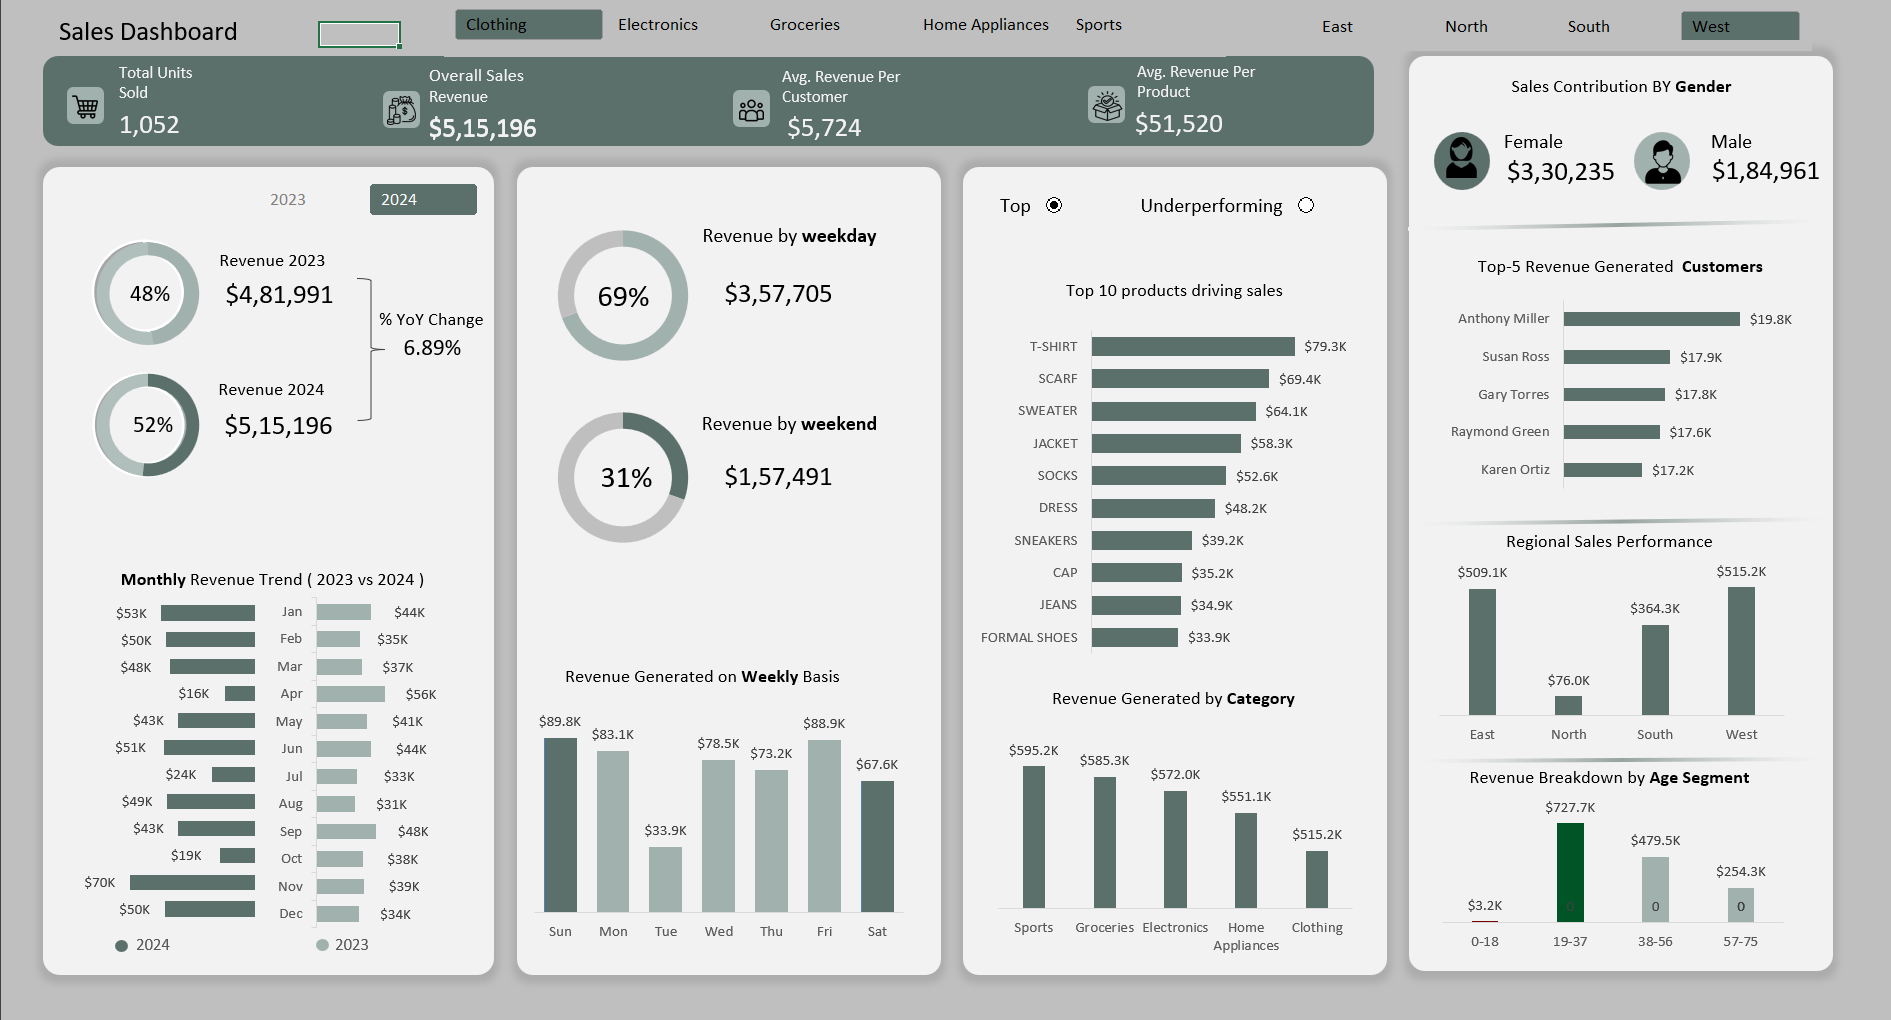 Sales Dashboard
Clothing
Electronics
Groceries
Home Appliances
Sports
East
North
South
West
Total Units
Sold
1,052
Overall Sales
Revenue
$5,15,196
Avg. Revenue Per
Customer
$5,724
Avg. Revenue Per
Product
$51,520
2023
2024
48%
Revenue 2023
$4,81,991
% YoY Change
6.89%
52%
Revenue 2024
$5,15,196
Monthly Revenue Trend ( 2023 vs 2024 )
$53K Jan $44K
$50K Feb $35K
$48K Mar $37K
$16K Apr $56K
$43K May $41K
$51K Jun $44K
$24K Jul $33K
$49K Aug $31K
$43K Sep $48K
$19K Oct $38K
$70K Nov $39K
$50K Dec $34K
2024 2023
Revenue by weekday
69%
$3,57,705
Revenue by weekend
31%
$1,57,491
Revenue Generated on Weekly Basis
$89.8K $83.1K $33.9K $78.5K $73.2K $88.9K $67.6K
Sun Mon Tue Wed Thu Fri Sat
Top
Underperforming
Top 10 products driving sales
T-SHIRT $79.3K
SCARF $69.4K
SWEATER $64.1K
JACKET $58.3K
SOCKS $52.6K
DRESS $48.2K
SNEAKERS $39.2K
CAP $35.2K
JEANS $34.9K
FORMAL SHOES $33.9K
Revenue Generated by Category
$595.2K $585.3K $572.0K $551.1K $515.2K
Sports Groceries Electronics Home Clothing
Appliances
Sales Contribution BY Gender
Female
$3,30,235
Male
$1,84,961
Top-5 Revenue Generated Customers
Anthony Miller $19.8K
Susan Ross $17.9K
Gary Torres $17.8K
Raymond Green $17.6K
Karen Ortiz $17.2K
Regional Sales Performance
$509.1K $76.0K $364.3K $515.2K
East North South West
Revenue Breakdown by Age Segment
$3.2K $727.7K $479.5K $254.3K
0 0 0
0-18 19-37 38-56 57-75